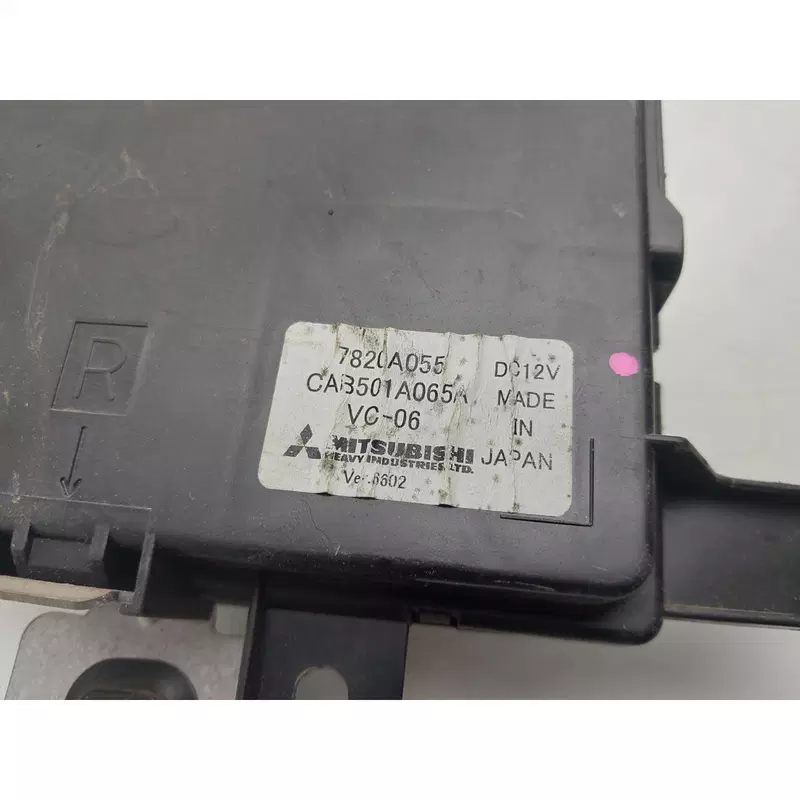 R
7820A055
CAB501A065A
VC-06
MITSUBISHI
HEAVY INDUSTRIES, LTD.
DC12V
MADE
IN
JAPAN